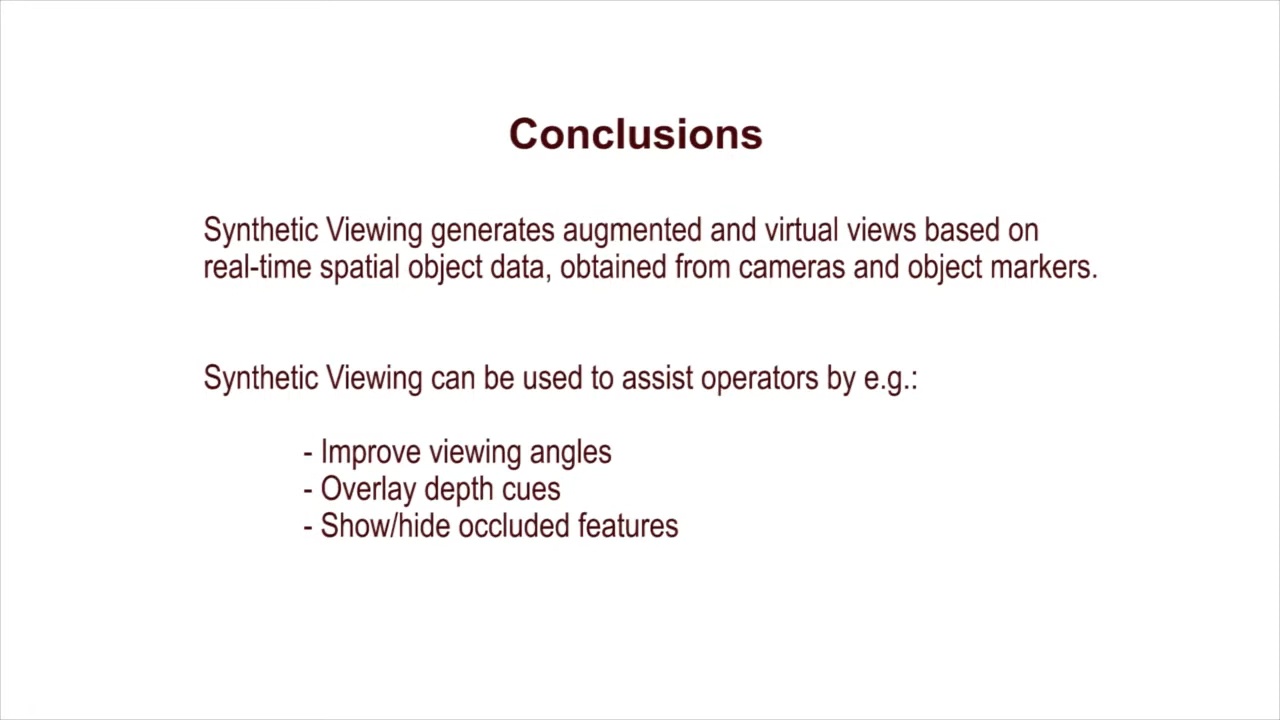 Conclusions
Synthetic Viewing generates augmented and virtual views based on
real-time spatial object data, obtained from cameras and object markers.
Synthetic Viewing can be used to assist operators by e.g.:
- Improve viewing angles
- Overlay depth cues
- Show/hide occluded features